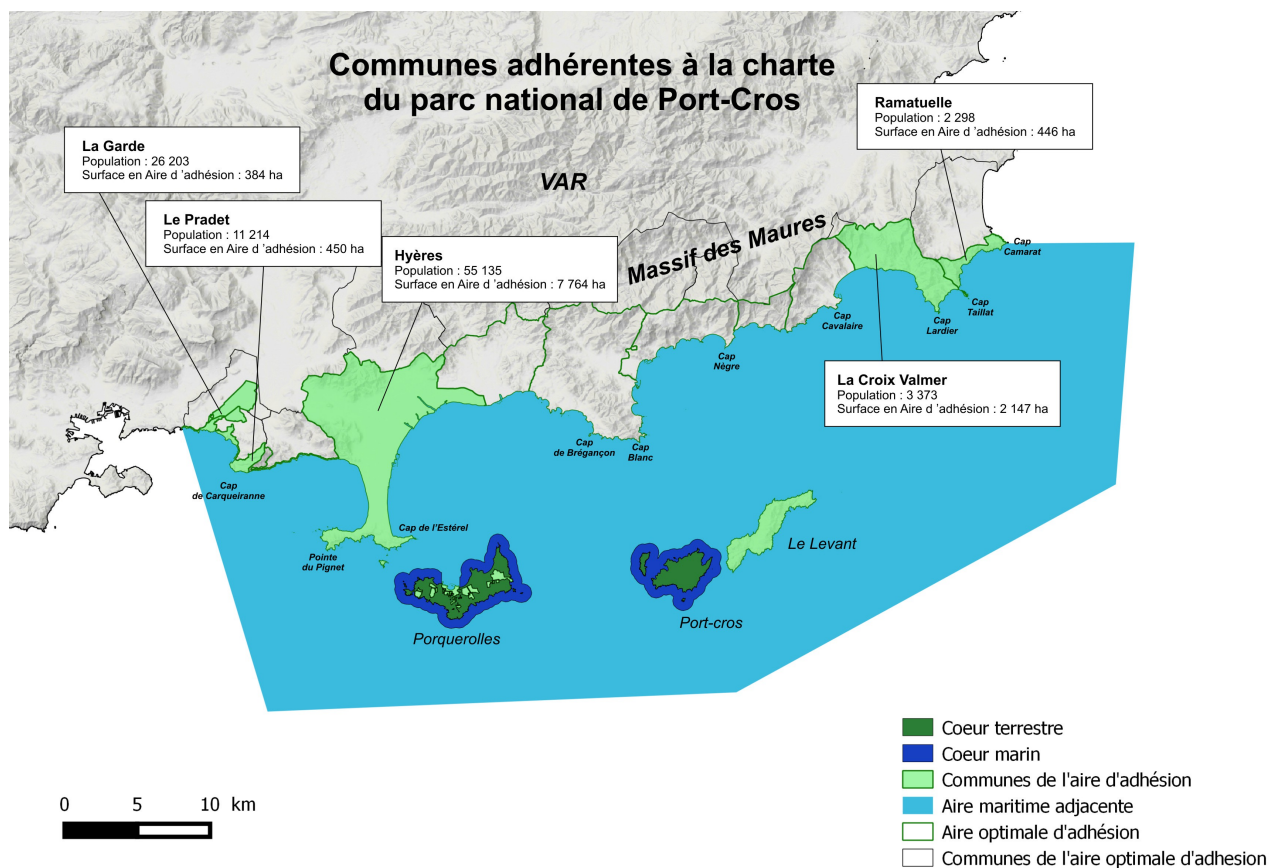 Communes adhérentes à la charte
du parc national de Port-Cros
Ramatuelle
Population : 2 298
Surface en Aire d 'adhésion : 446 ha
La Garde
Population : 26 203
Surface en Aire d 'adhésion : 384 ha
VAR
Le Pradet
Population : 11 214
Surface en Aire d 'adhésion : 450 ha
Hyères
Population : 55 135
Surface en Aire d 'adhésion : 7 764 ha
Massif des Maures
Cap
Camarat
Cap
Taillat
Cap
Lardier
Cap
Cavalaire
Cap
Nègre
La Croix Valmer
Population : 3 373
Surface en Aire d 'adhésion : 2 147 ha
Cap
de Brégançon
Cap
Blanc
Cap
de Carqueiranne
Cap de l'Estérel
Pointe
du Pignet
Le Levant
Port-cros
Porquerolles
Coeur terrestre
Coeur marin
Communes de l'aire d'adhésion
Aire maritime adjacente
Aire optimale d'adhésion
Communes de l'aire optimale d'adhesion
0 5 10 km